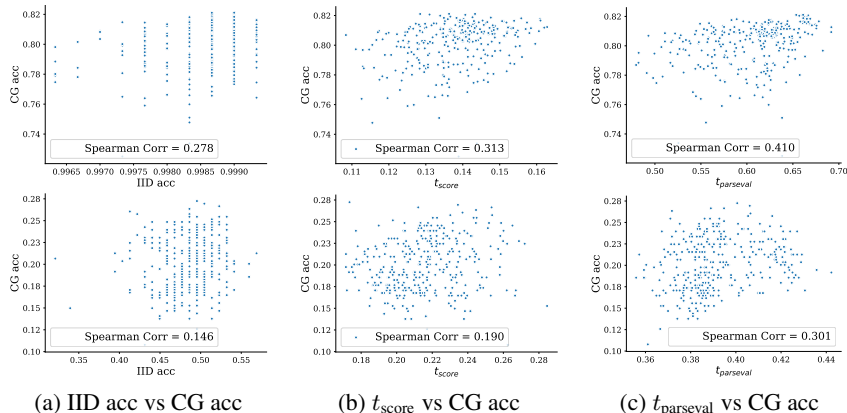 0.82
0.80
0.78
0.76
0.74
CG acc
Spearman Corr = 0.278
0.9965 0.9970 0.9975 0.9980 0.9985 0.9990
IID acc
0.82
0.80
0.78
0.76
0.74
CG acc
Spearman Corr = 0.313
0.11 0.12 0.13 0.14 0.15 0.16
t_score
0.82
0.80
0.78
0.76
0.74
CG acc
Spearman Corr = 0.410
0.50 0.55 0.60 0.65 0.70
t_parseval
0.28
0.25
0.23
0.20
0.18
0.15
0.12
0.10
CG acc
Spearman Corr = 0.146
0.35 0.40 0.45 0.50 0.55
IID acc
0.28
0.25
0.23
0.20
0.18
0.15
0.12
0.10
CG acc
Spearman Corr = 0.190
0.18 0.20 0.22 0.24 0.26 0.28
t_score
0.28
0.25
0.23
0.20
0.18
0.15
0.12
0.10
CG acc
Spearman Corr = 0.301
0.36 0.38 0.40 0.42 0.44
t_parseval
(a) IID acc vs CG acc
(b) t_score vs CG acc
(c) t_parseval vs CG acc